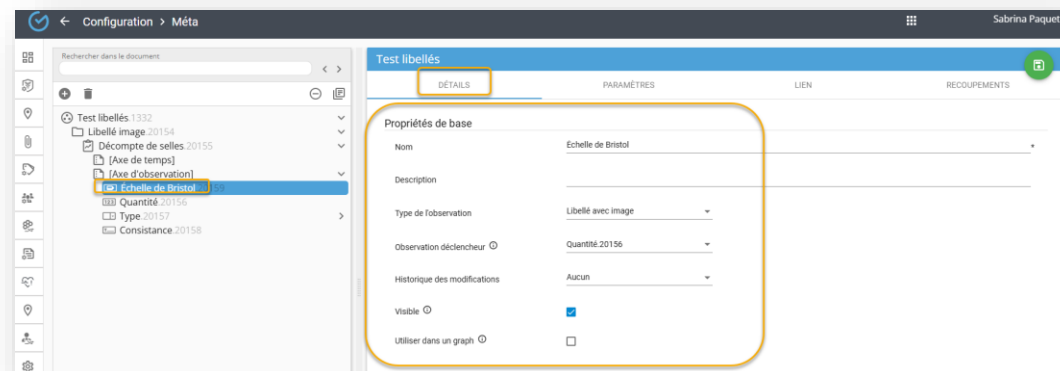 Configuration > Méta
Sabrina Paquet
Rechercher dans le document
Test libellés.1332
Libellé image.20154
Décompte de selles.20155
[Axe de temps]
[Axe d'observation]
Échelle de Bristol.20159
Quantité.20156
Type.20157
Consistance.20158
Test libellés
DÉTAILS PARAMÈTRES LIEN RECOUPEMENTS
Propriétés de base
Nom Échelle de Bristol
Description
Type de l'observation Libellé avec image
Observation déclencheur Quantité.20156
Historique des modifications Aucun
Visible
Utiliser dans un graph